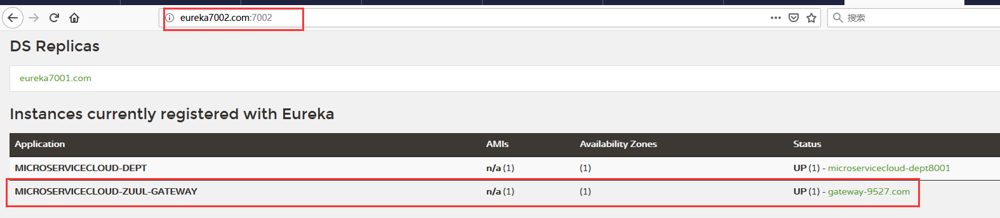 eureka7002.com:7002
搜索
DS Replicas
eureka7001.com
Instances currently registered with Eureka
Application AMIs Availability Zones Status
MICROSERVICECLOUD-DEPT n/a (1) (1) UP (1) - microservicecloud-dept8001
MICROSERVICECLOUD-ZUUL-GATEWAY n/a (1) (1) UP (1) - gateway-9527.com